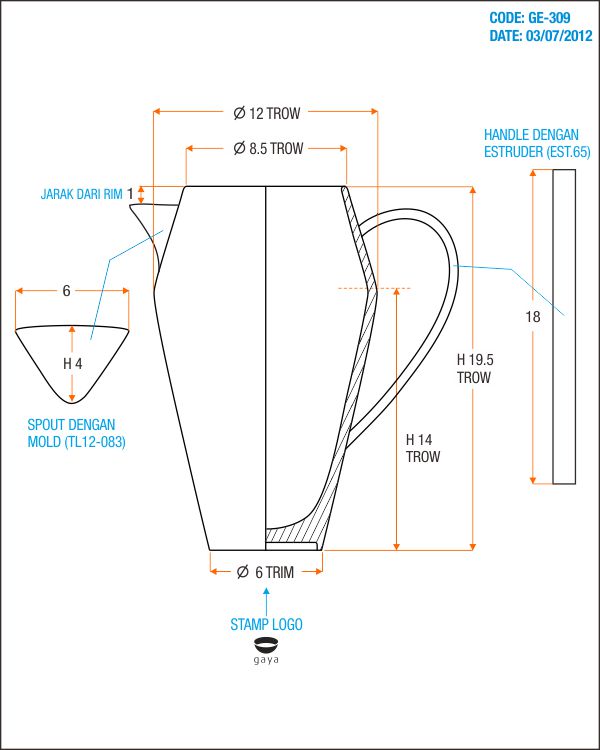 CODE: GE-309
DATE: 03/07/2012
Ø 12 TROW
Ø 8.5 TROW
HANDLE DENGAN
ESTRUDER (EST.65)
JARAK DARI RIM 1
6
18
H 4
H 19.5
TROW
SPOUT DENGAN
MOLD (TL12-083)
H 14
TROW
Ø 6 TRIM
STAMP LOGO
gaya